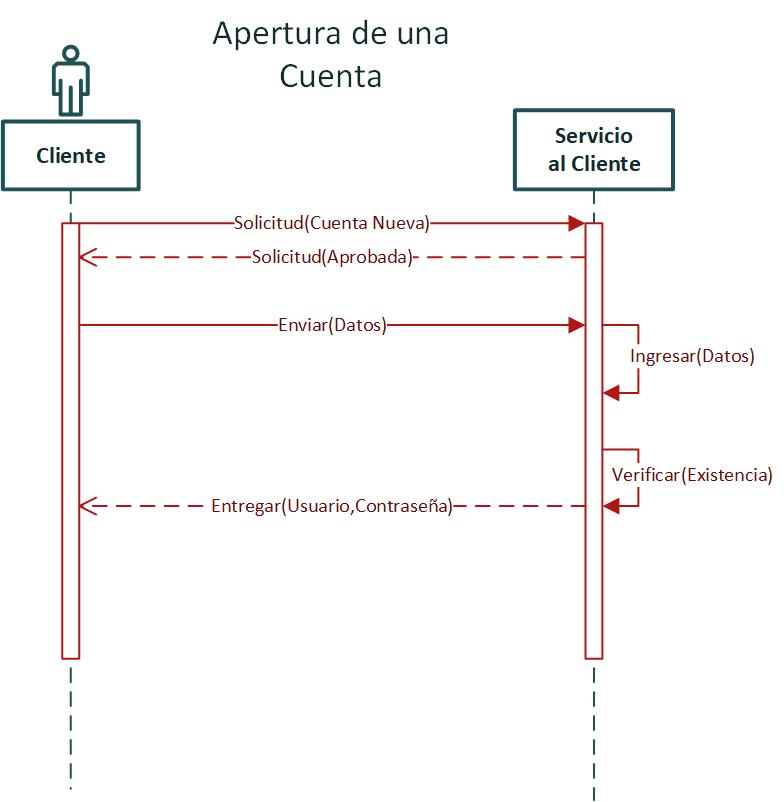 Apertura de una
Cuenta
Cliente
Servicio
al Cliente
Solicitud(Cuenta Nueva)
Solicitud(Aprobada)
Enviar(Datos)
Ingresar(Datos)
Verificar(Existencia)
Entregar(Usuario,Contraseña)